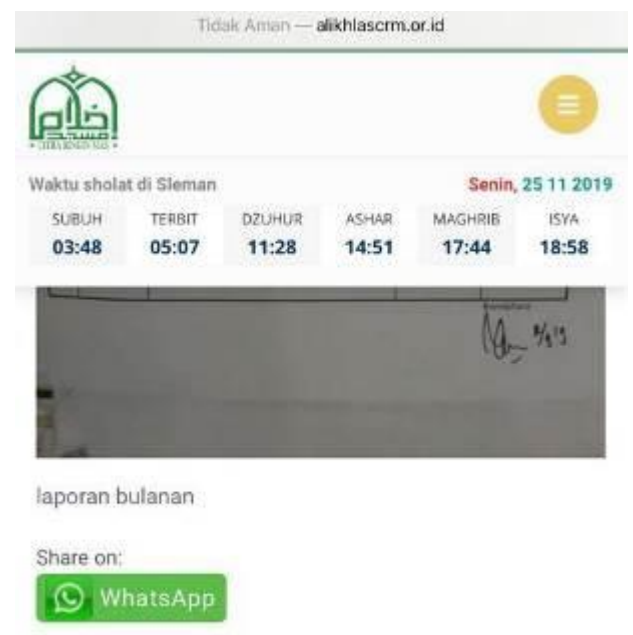 Tidak Aman — alikhlascrm.or.id
Waktu sholat di Sleman
Senin, 25 11 2019
SUBUH TERBIT DZUHUR ASHAR MAGHRIB ISYA
03:48 05:07 11:28 14:51 17:44 18:58
laporan bulanan
Share on:
WhatsApp